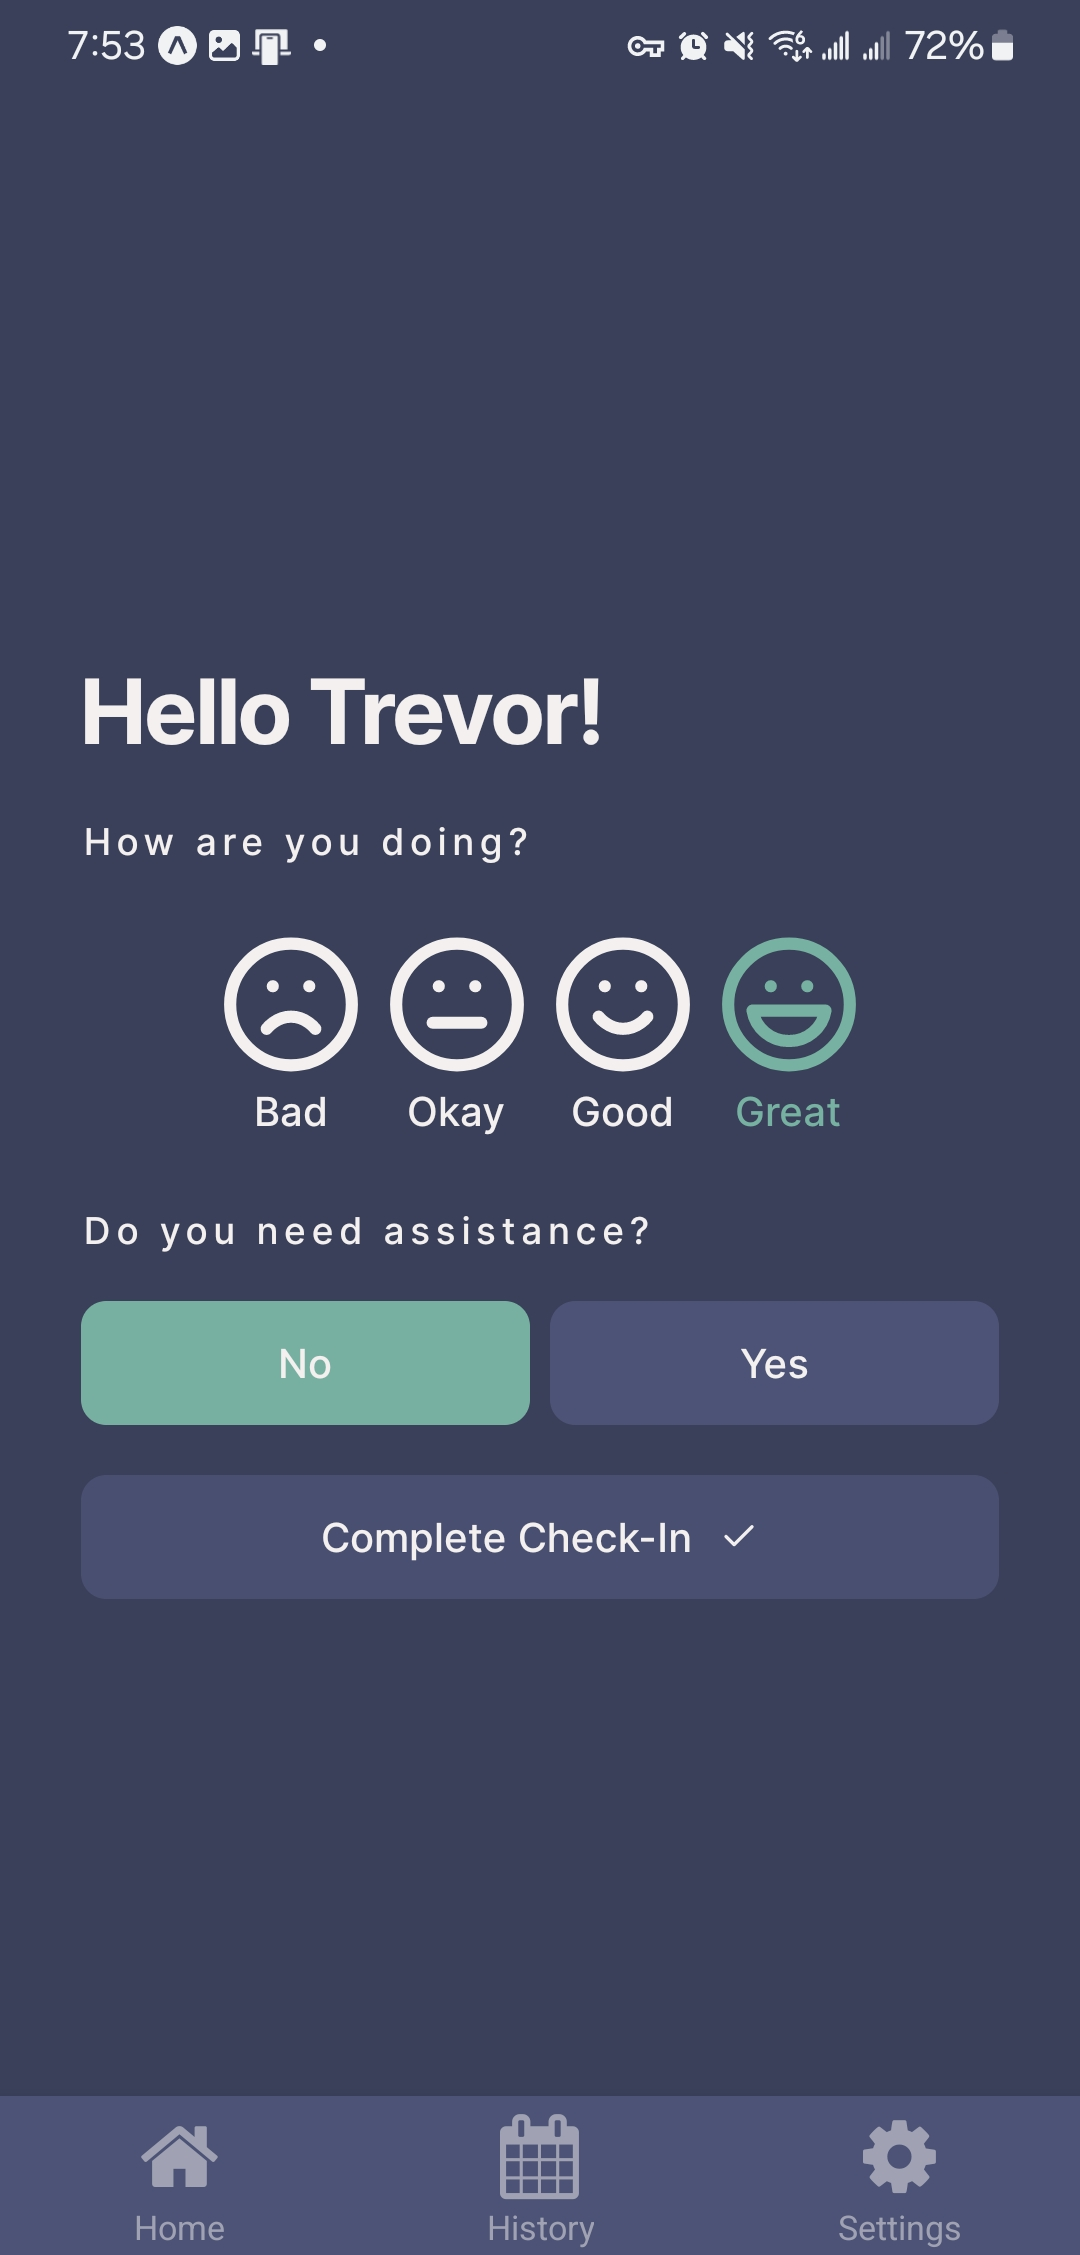 7:53 6 72%
Hello Trevor!
How are you doing?
Bad Okay Good Great
Do you need assistance?
No Yes
Complete Check-In
Home History Settings